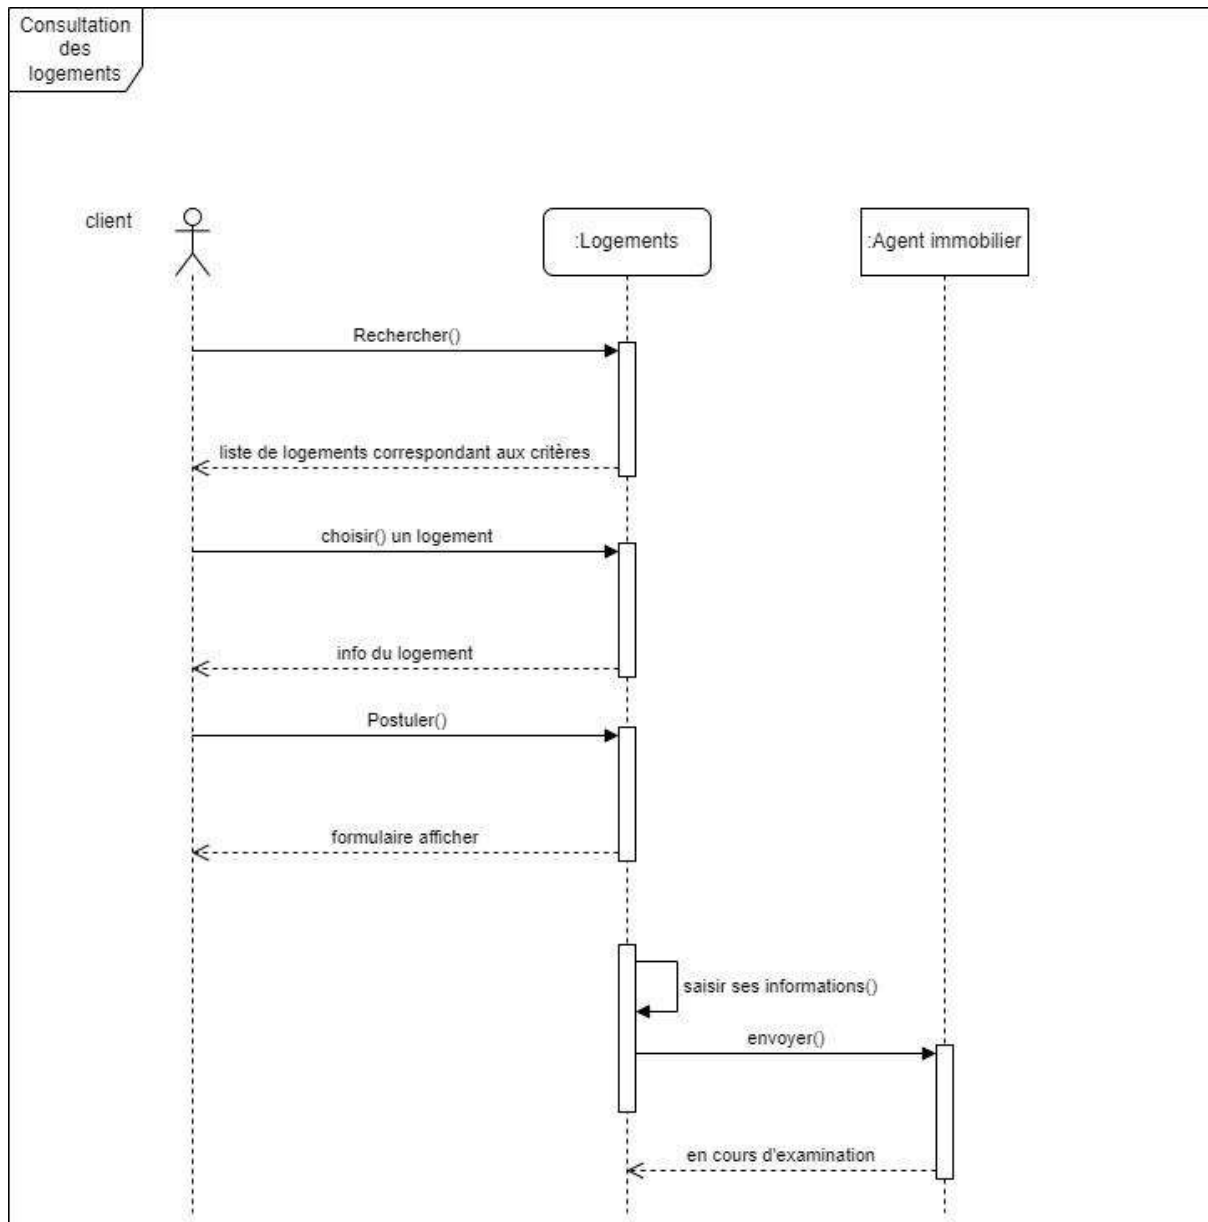 Consultation
des
logements
client
:Logements
:Agent immobilier
Rechercher()
liste de logements correspondant aux critères
choisir() un logement
info du logement
Postuler()
formulaire afficher
saisir ses informations()
envoyer()
en cours d'examination